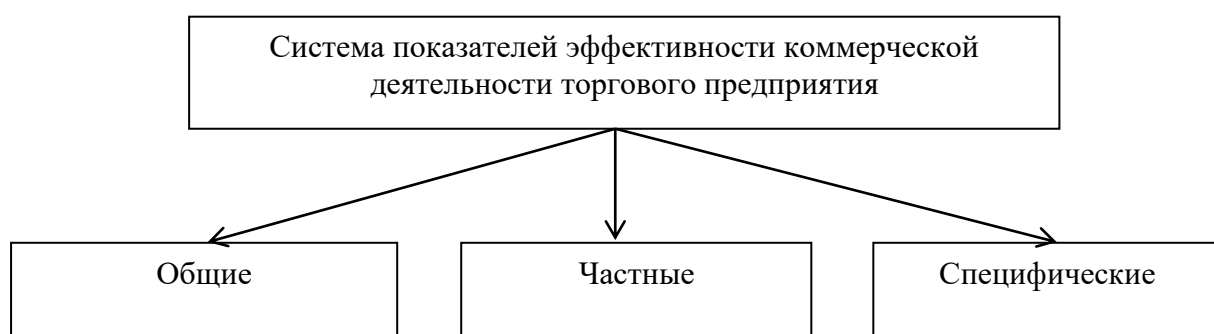 Система показателей эффективности коммерческой
деятельности торгового предприятия
Общие
Частные
Специфические